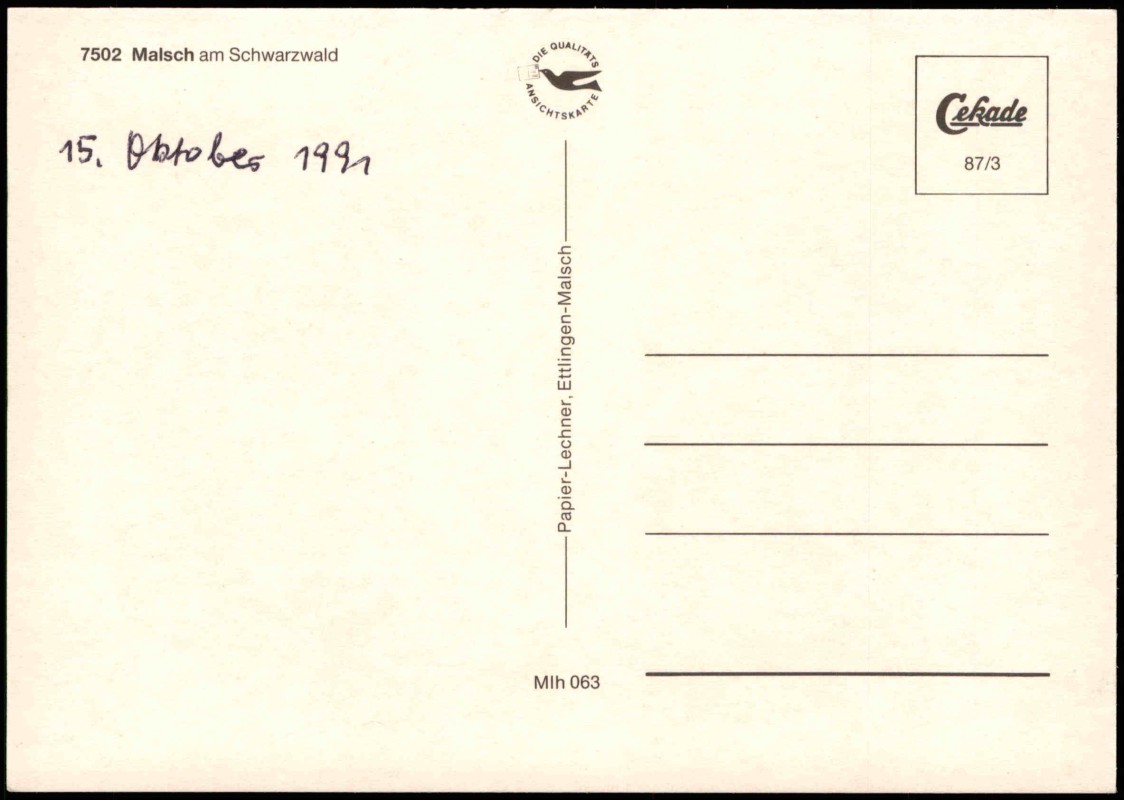 7502 Malsch am Schwarzwald
15. Oktober 1991
DIE QUALITÄTS
ANSICHTSKARTE
Papier-Lechner, Ettlingen-Malsch
Mlh 063
Cekade
87/3